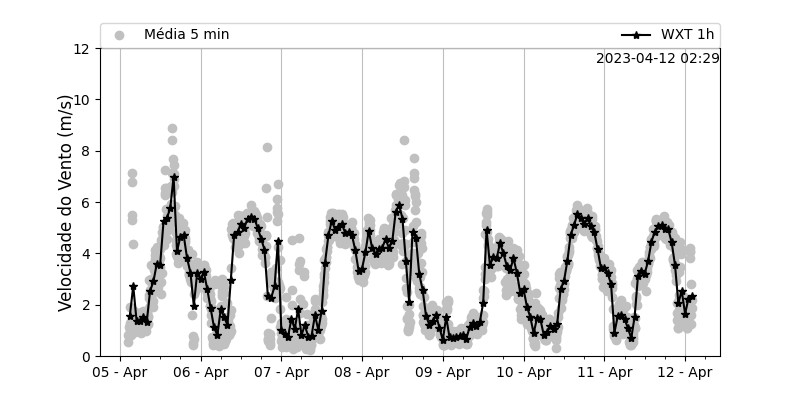 Média 5 min
WXT 1h
2023-04-12 02:29
Velocidade do Vento (m/s)
12
10
8
6
4
2
0
05 - Apr 06 - Apr 07 - Apr 08 - Apr 09 - Apr 10 - Apr 11 - Apr 12 - Apr